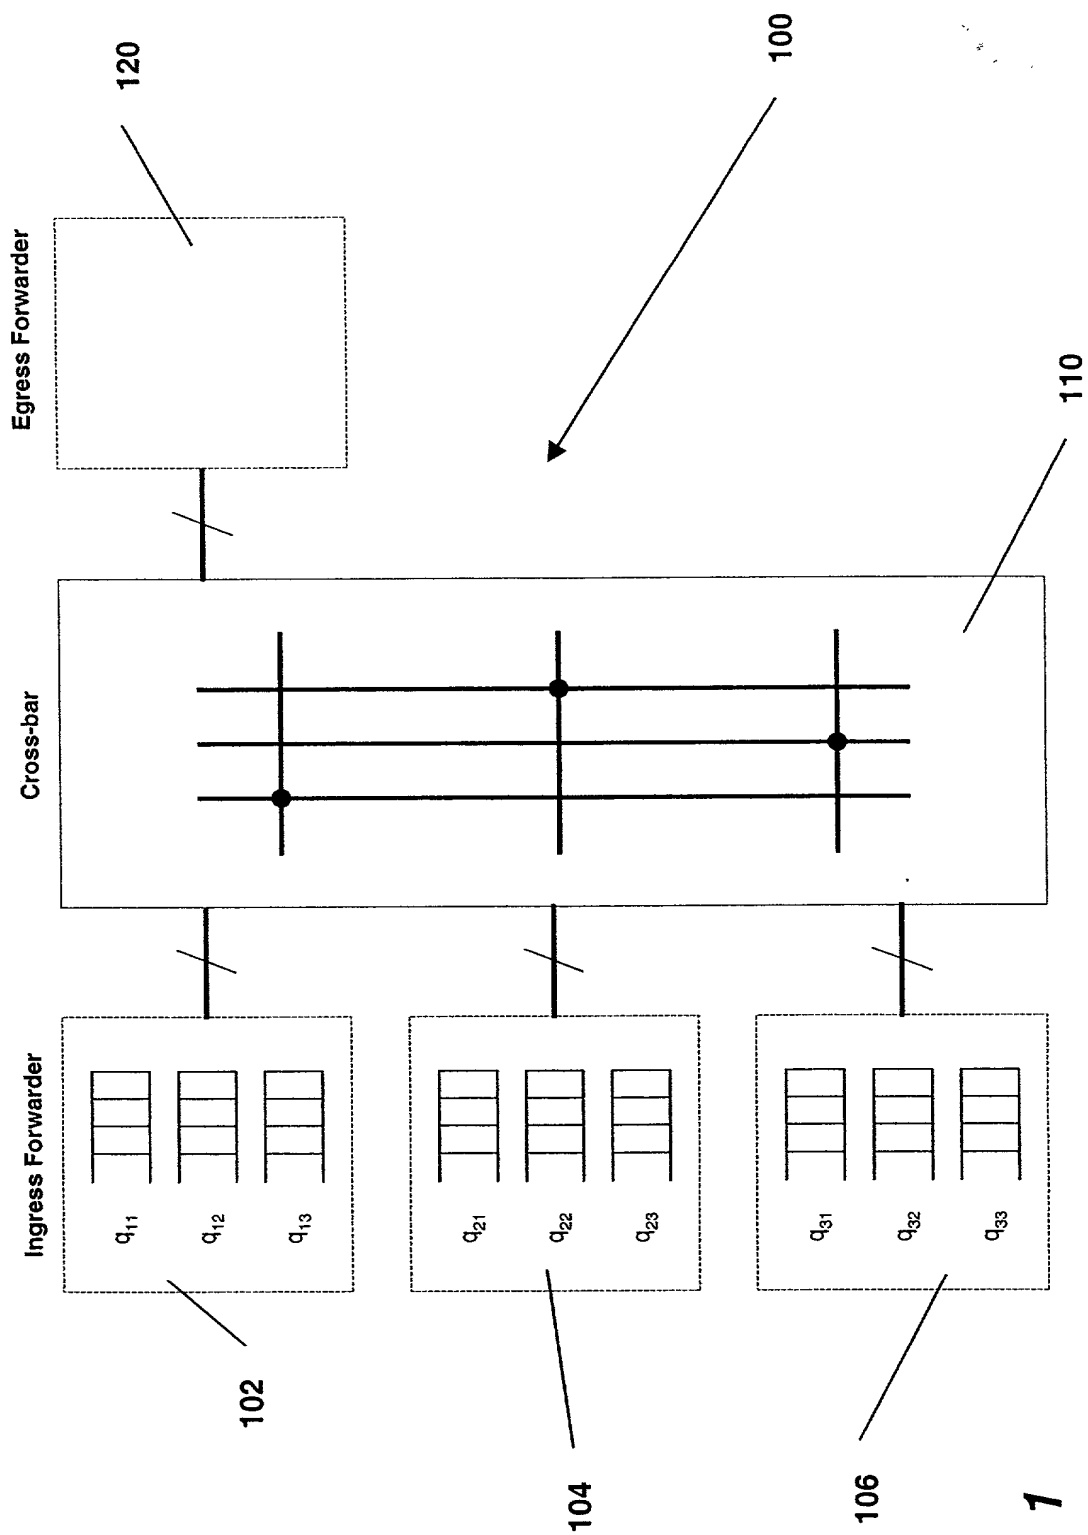 Ingress Forwarder
Cross-bar
Egress Forwarder
120
102
q11
q12
q13
100
104
q21
q22
q23
106
q31
q32
q33
110
1